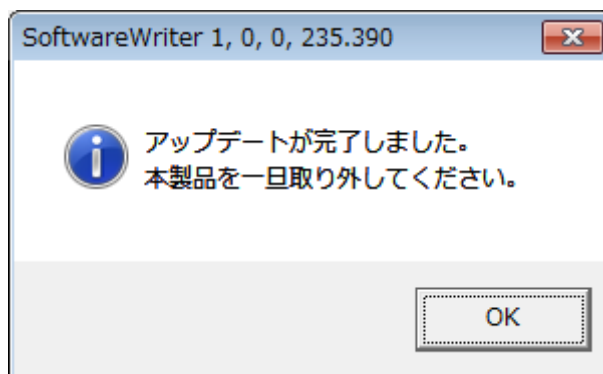 SoftwareWriter 1, 0, 0, 235.390
アップデートが完了しました。
本製品を一旦取り外してください。
OK